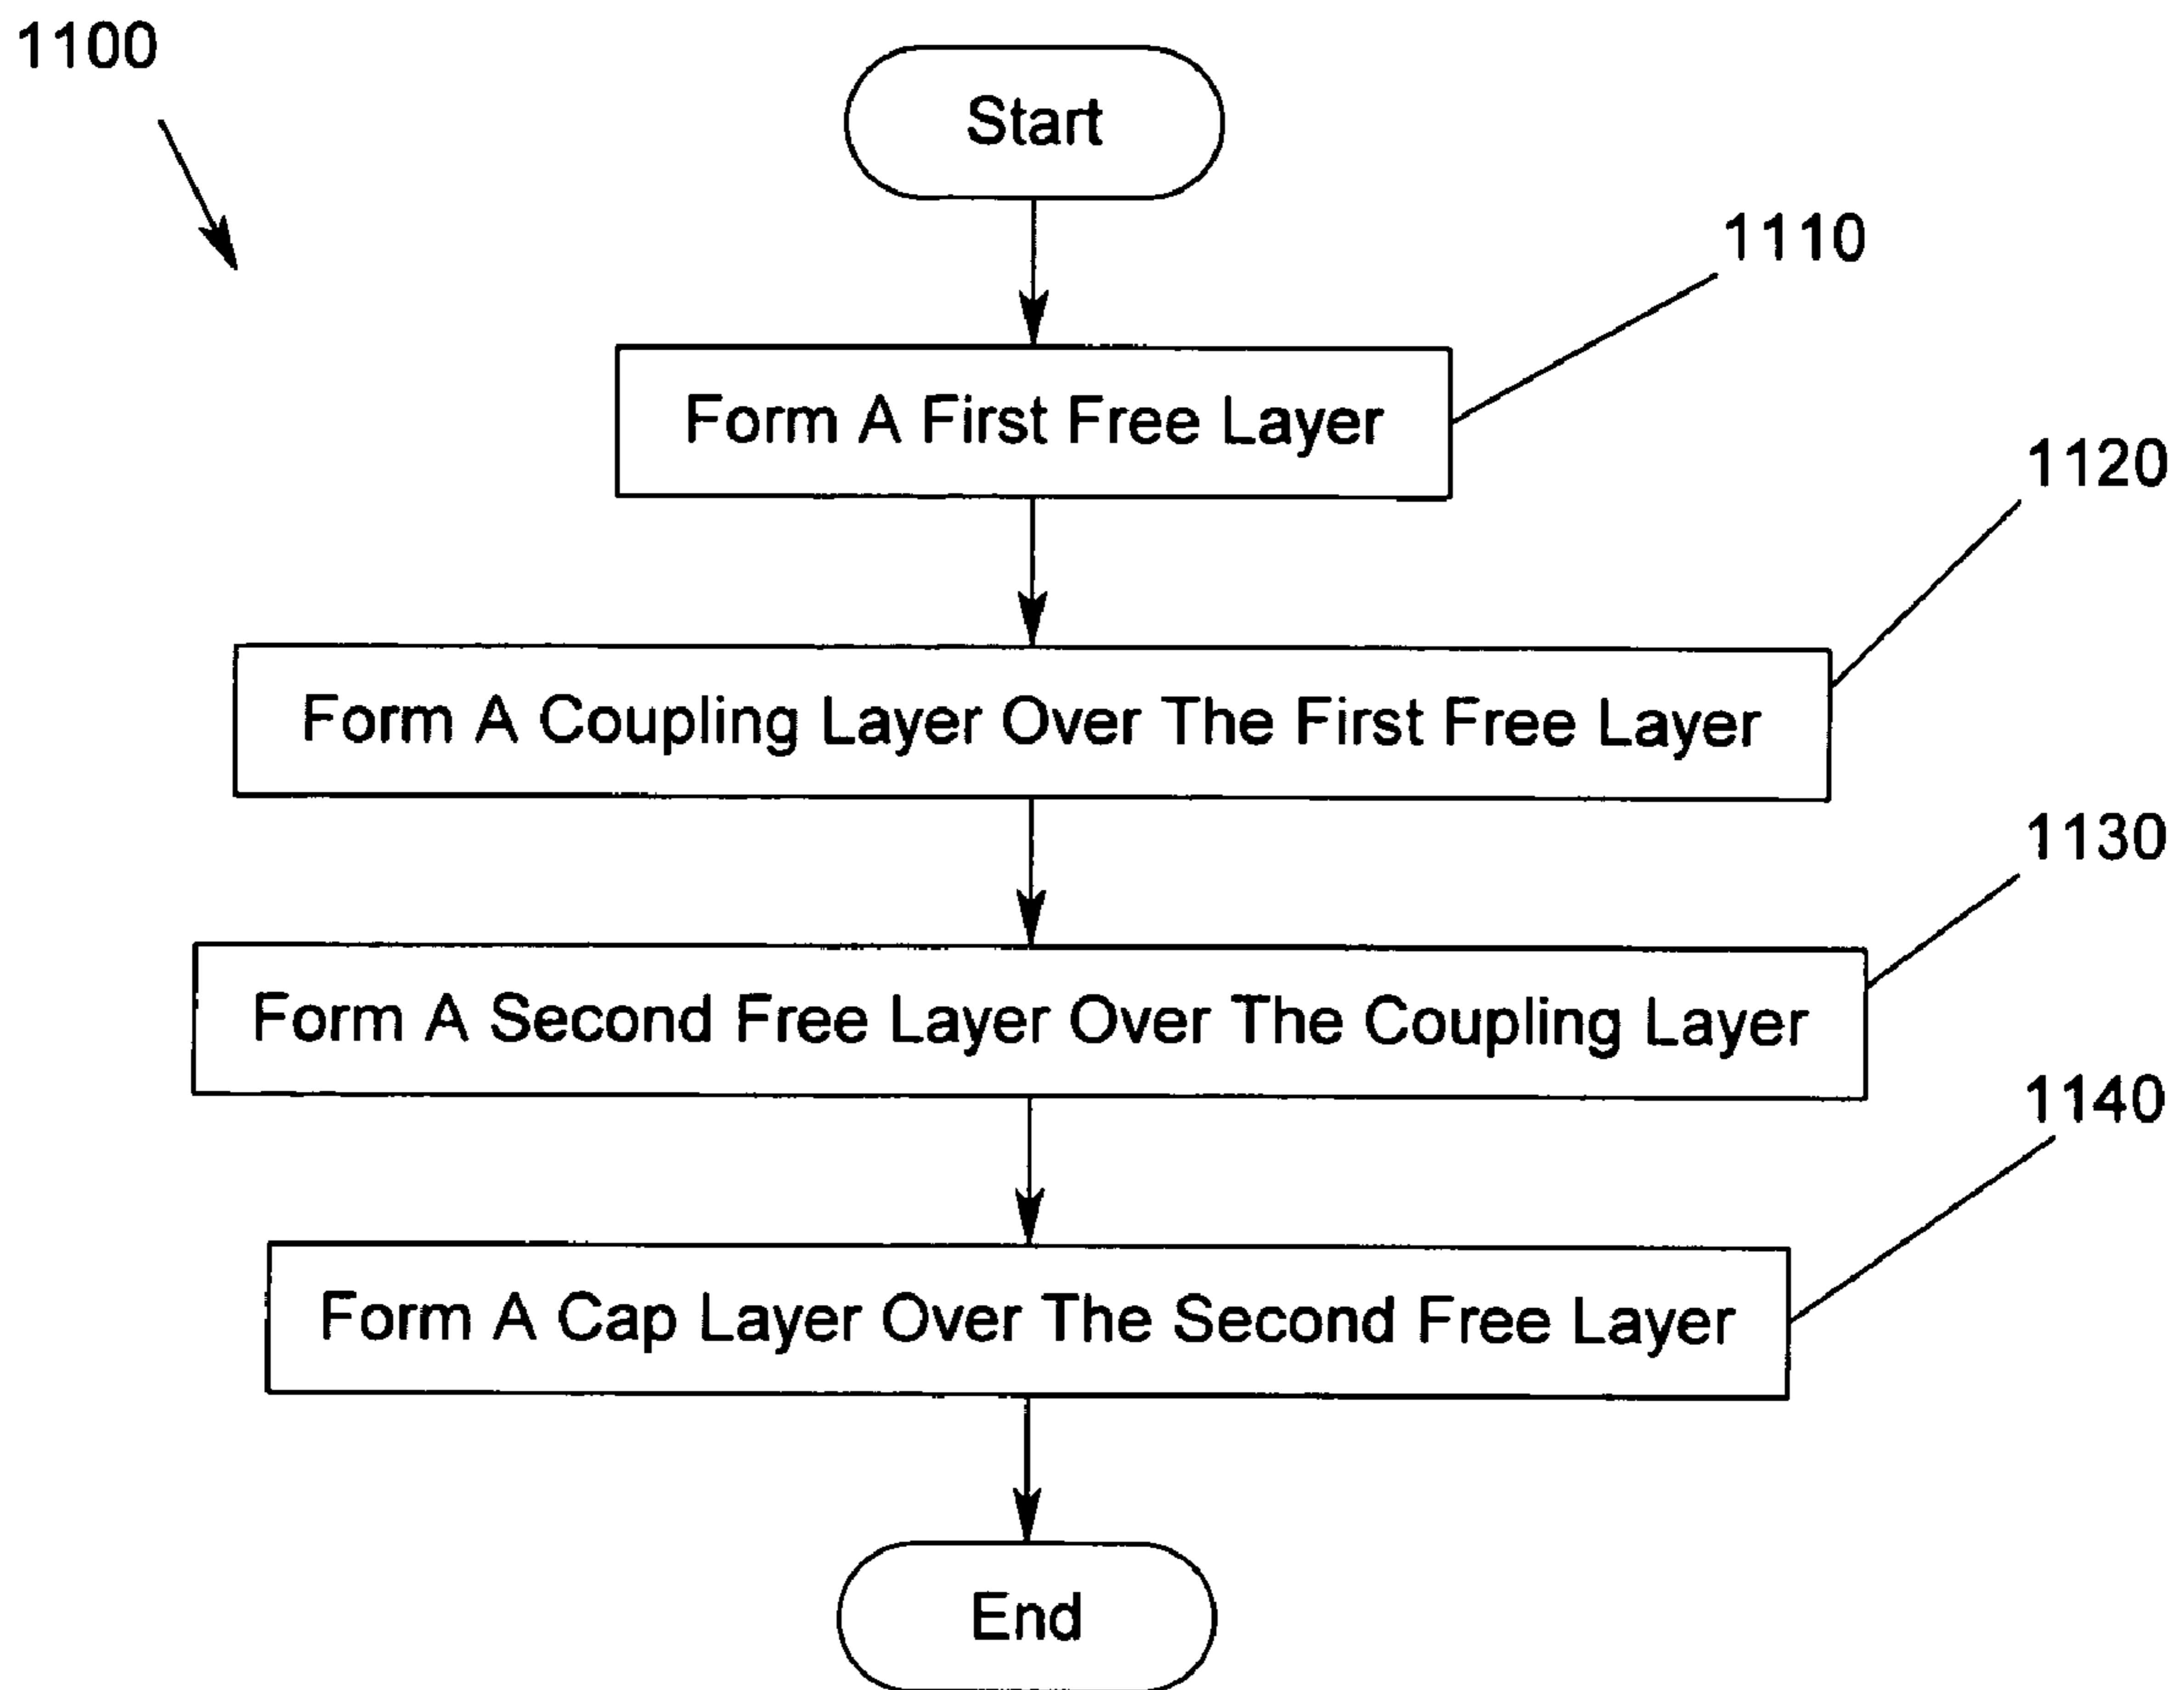 1100
Start
1110
Form A First Free Layer
1120
Form A Coupling Layer Over The First Free Layer
1130
Form A Second Free Layer Over The Coupling Layer
1140
Form A Cap Layer Over The Second Free Layer
End